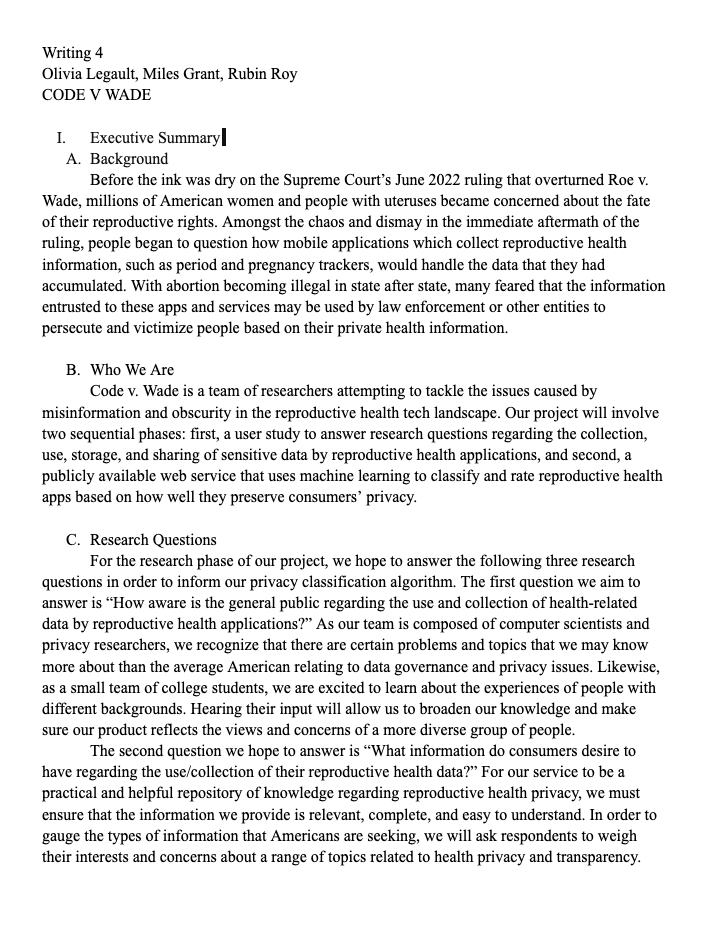 Writing 4
Olivia Legault, Miles Grant, Rubin Roy
CODE V WADE
I. Executive Summary
A. Background
Before the ink was dry on the Supreme Court’s June 2022 ruling that overturned Roe v.
Wade, millions of American women and people with uteruses became concerned about the fate
of their reproductive rights. Amongst the chaos and dismay in the immediate aftermath of the
ruling, people began to question how mobile applications which collect reproductive health
information, such as period and pregnancy trackers, would handle the data that they had
accumulated. With abortion becoming illegal in state after state, many feared that the information
entrusted to these apps and services may be used by law enforcement or other entities to
persecute and victimize people based on their private health information.
B. Who We Are
Code v. Wade is a team of researchers attempting to tackle the issues caused by
misinformation and obscurity in the reproductive health tech landscape. Our project will involve
two sequential phases: first, a user study to answer research questions regarding the collection,
use, storage, and sharing of sensitive data by reproductive health applications, and second, a
publicly available web service that uses machine learning to classify and rate reproductive health
apps based on how well they preserve consumers’ privacy.
C. Research Questions
For the research phase of our project, we hope to answer the following three research
questions in order to inform our privacy classification algorithm. The first question we aim to
answer is “How aware is the general public regarding the use and collection of health-related
data by reproductive health applications?” As our team is composed of computer scientists and
privacy researchers, we recognize that there are certain problems and topics that we may know
more about than the average American relating to data governance and privacy issues. Likewise,
as a small team of college students, we are excited to learn about the experiences of people with
different backgrounds. Hearing their input will allow us to broaden our knowledge and make
sure our product reflects the views and concerns of a more diverse group of people.
The second question we hope to answer is “What information do consumers desire to
have regarding the use/collection of their reproductive health data?” For our service to be a
practical and helpful repository of knowledge regarding reproductive health privacy, we must
ensure that the information we provide is relevant, complete, and easy to understand. In order to
gauge the types of information that Americans are seeking, we will ask respondents to weigh
their interests and concerns about a range of topics related to health privacy and transparency.